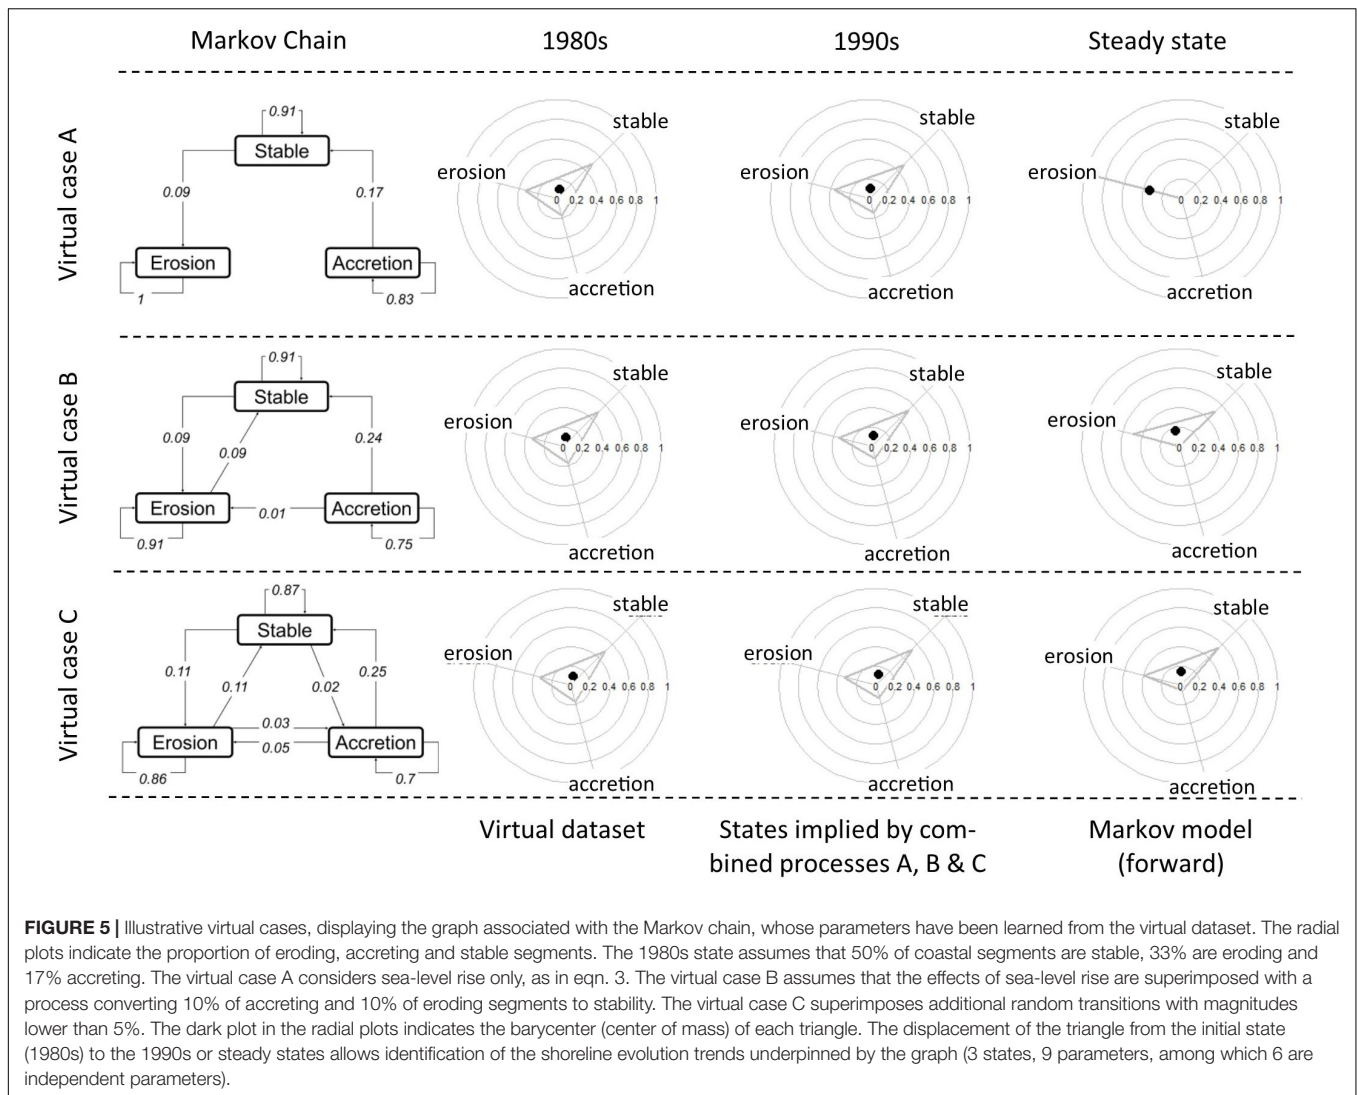 Markov Chain 1980s 1990s Steady state
Virtual case A
0.91
Stable
0.09 0.17
Erosion Accretion
1 0.83
stable
erosion
0 0.2 0.4 0.6 0.8 1
accretion
stable
erosion
0 0.2 0.4 0.6 0.8 1
accretion
stable
erosion
0 0.2 0.4 0.6 0.8 1
accretion
Virtual case B
0.91
Stable
0.09 0.24
0.09
Erosion 0.01 Accretion
0.91 0.75
stable
erosion
0 0.2 0.4 0.6 0.8 1
accretion
stable
erosion
0 0.2 0.4 0.6 0.8 1
accretion
stable
erosion
0 0.2 0.4 0.6 0.8 1
accretion
Virtual case C
0.87
Stable
0.11 0.25
0.11 0.02
0.03
Erosion Accretion
0.05
0.86 0.7
stable
erosion
0 0.2 0.4 0.6 0.8 1
accretion
stable
erosion
0 0.2 0.4 0.6 0.8 1
accretion
stable
erosion
0 0.2 0.4 0.6 0.8 1
accretion
Virtual dataset
States implied by com-
bined processes A, B & C
Markov model
(forward)
FIGURE 5 | Illustrative virtual cases, displaying the graph associated with the Markov chain, whose parameters have been learned from the virtual dataset. The radial
plots indicate the proportion of eroding, accreting and stable segments. The 1980s state assumes that 50% of coastal segments are stable, 33% are eroding and
17% accreting. The virtual case A considers sea-level rise only, as in eqn. 3. The virtual case B assumes that the effects of sea-level rise are superimposed with a
process converting 10% of accreting and 10% of eroding segments to stability. The virtual case C superimposes additional random transitions with magnitudes
lower than 5%. The dark plot in the radial plots indicates the barycenter (center of mass) of each triangle. The displacement of the triangle from the initial state
(1980s) to the 1990s or steady states allows identification of the shoreline evolution trends underpinned by the graph (3 states, 9 parameters, among which 6 are
independent parameters).